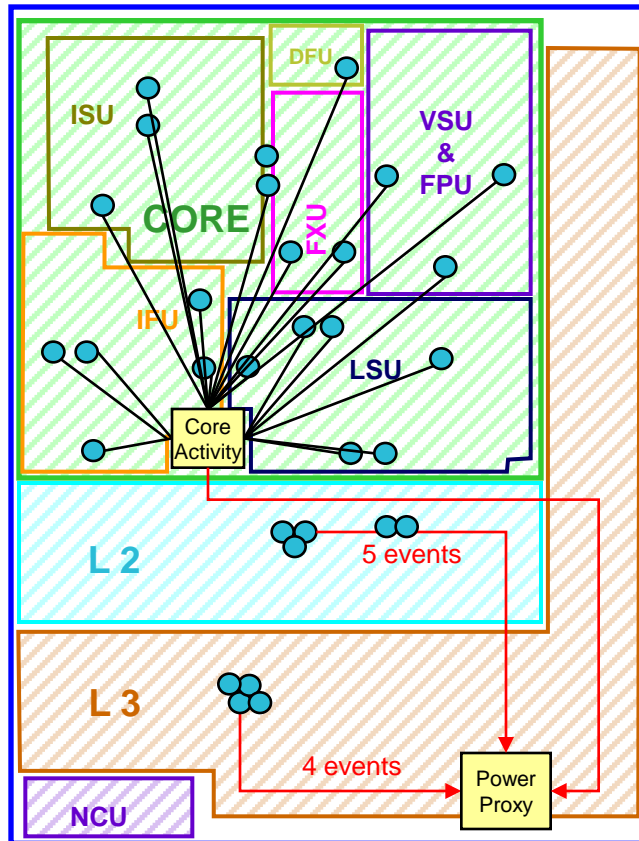 DFU
ISU
VSU
&
FPU
CORE
FXU
IFU
LSU
Core
Activity
L 2
5 events
L 3
4 events
Power
Proxy
NCU